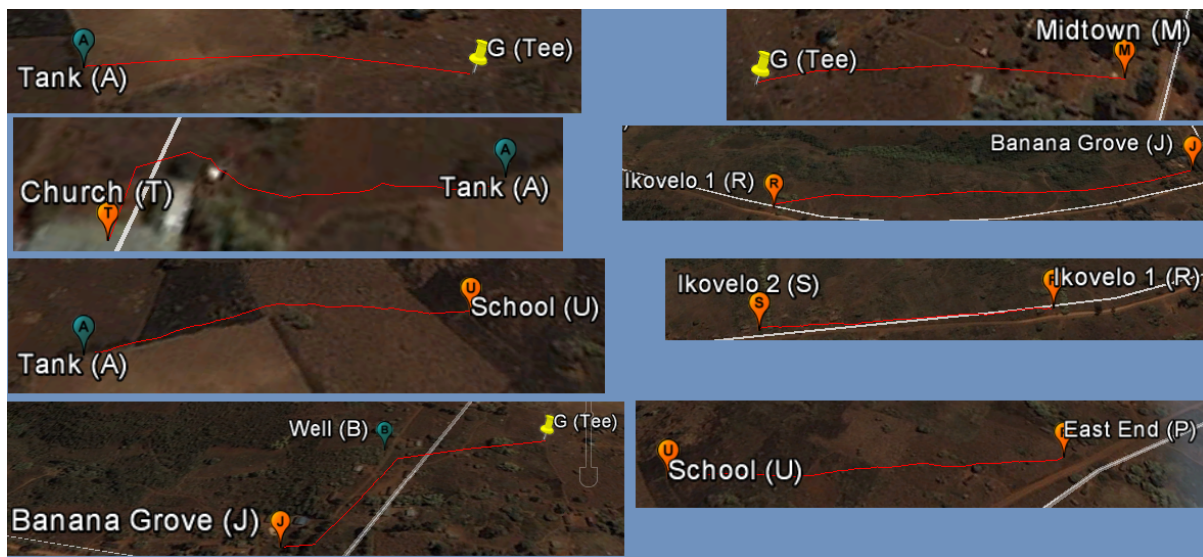 A
Tank (A)
G (Tee)
G (Tee)
Midtown (M)
M
Church (T)
T
A
Tank (A)
Ikovelo 1 (R)
R
Banana Grove (J)
J
A
Tank (A)
U
School (U)
Ikovelo 2 (S)
S
Ikovelo 1 (R)
Well (B)
B
G (Tee)
Banana Grove (J)
J
U
School (U)
East End (P)